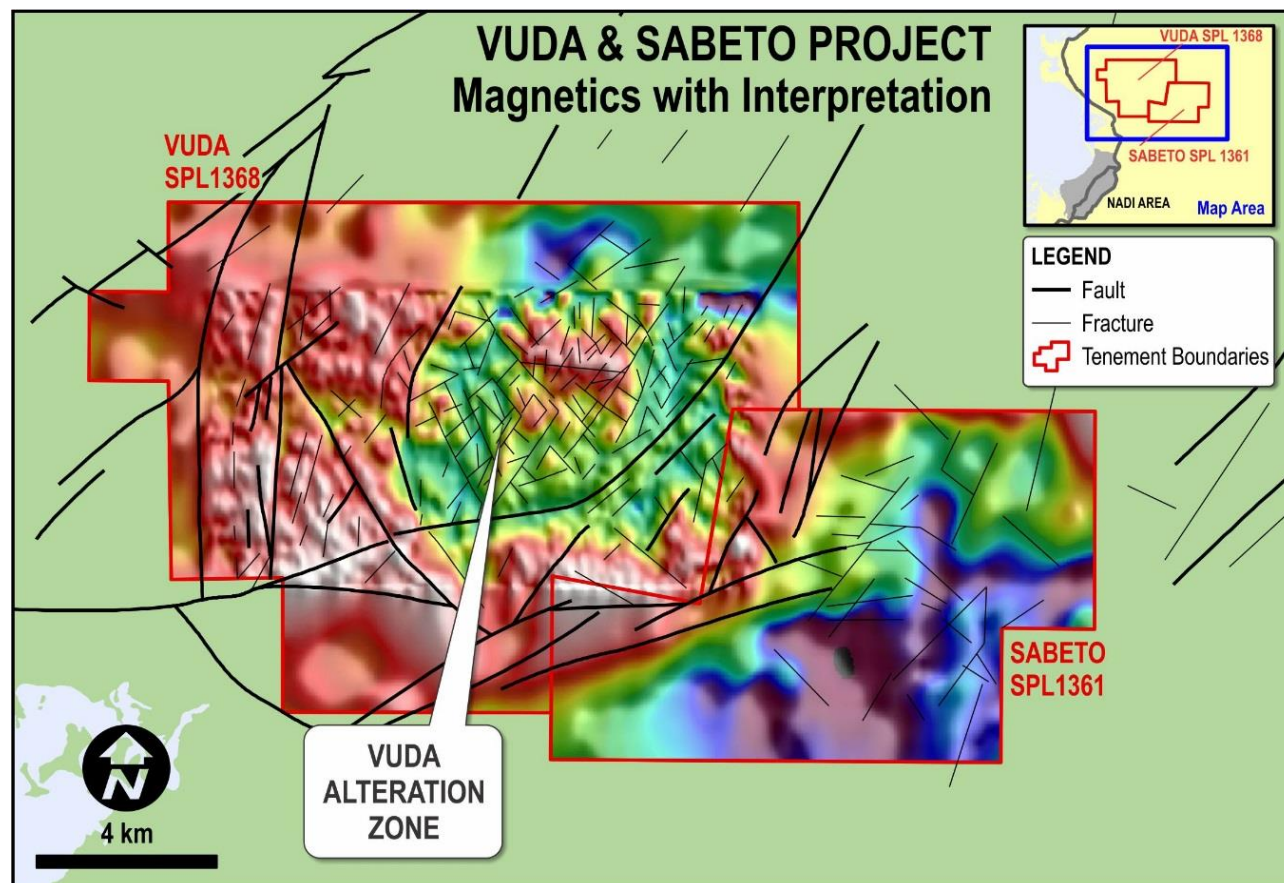 VUDA & SABETO PROJECT
Magnetics with Interpretation
VUDA
SPL1368
VUDA SPL 1368
SABETO SPL 1361
NADI AREA
Map Area
LEGEND
Fault
Fracture
Tenement Boundaries
SABETO
SPL1361
VUDA
ALTERATION
ZONE
N
4 km